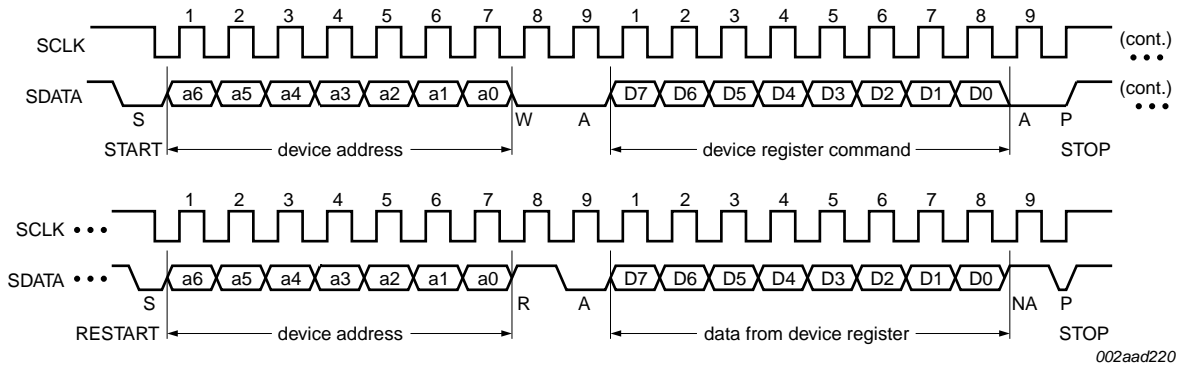 1 2 3 4 5 6 7 8 9 1 2 3 4 5 6 7 8 9
SCLK (cont.)
SDATA a6 a5 a4 a3 a2 a1 a0 D7 D6 D5 D4 D3 D2 D1 D0 (cont.)
S W A A P
START device address device register command STOP
1 2 3 4 5 6 7 8 9 1 2 3 4 5 6 7 8 9
SCLK
SDATA a6 a5 a4 a3 a2 a1 a0 D7 D6 D5 D4 D3 D2 D1 D0
S R A NA P
RESTART device address data from device register STOP
002aad220